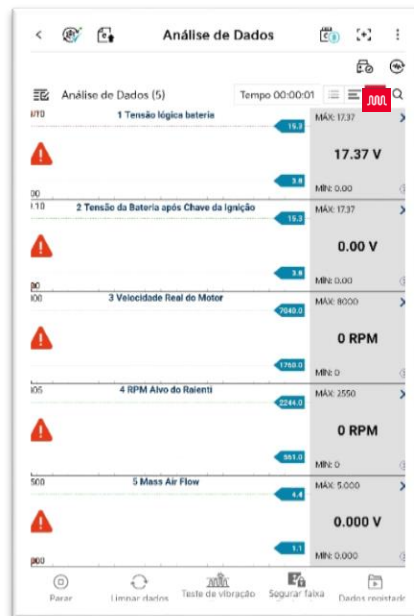 Análise de Dados
Análise de Dados (5)
Tempo 00:00:01
1 Tensão lógica bateria
MÁX: 17.37
15.3
17.37 V
3.8
MÍN: 0.00
2 Tensão da Bateria após Chave da Ignição
MÁX: 17.37
15.3
0.00 V
3.8
MÍN: 0.00
3 Velocidade Real do Motor
MÁX: 8000
7040.0
0 RPM
1760.0
MÍN: 0
4 RPM Alvo do Ralenti
MÁX: 2550
2244.0
0 RPM
561.0
MÍN: 0
5 Mass Air Flow
MÁX: 5.000
4.4
0.000 V
1.1
MÍN: 0.000
Parar
Limpar dados
Teste de vibração
Segurar faixa
Dados registadr